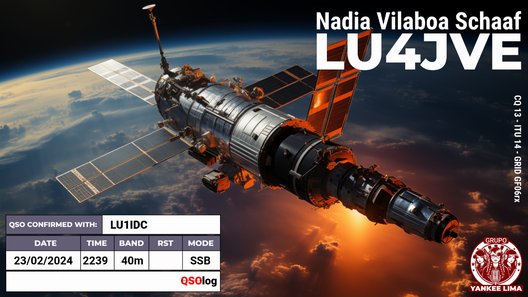 Nadia Vilaboa Schaaf
LU4JVE
CQ 13 - ITU 14 - GRID GF06fx
QSO CONFIRMED WITH: LU1IDC
DATE TIME BAND RST MODE
23/02/2024 2239 40m SSB
QSOlog
GRUPO
YANKEE LIMA